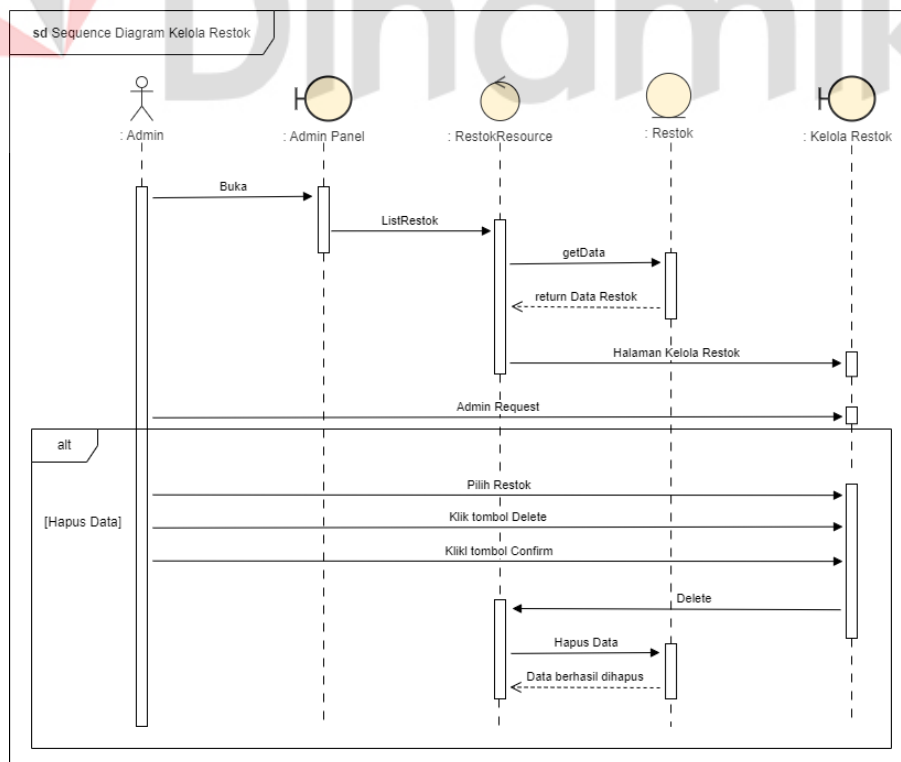 Dinamik
sd Sequence Diagram Kelola Restok
: Admin
: Admin Panel
: RestokResource
: Restok
: Kelola Restok
Buka
ListRestok
getData
return Data Restok
Halaman Kelola Restok
Admin Request
alt
Pilih Restok
[Hapus Data]
Klik tombol Delete
Klikl tombol Confirm
Delete
Hapus Data
Data berhasil dihapus